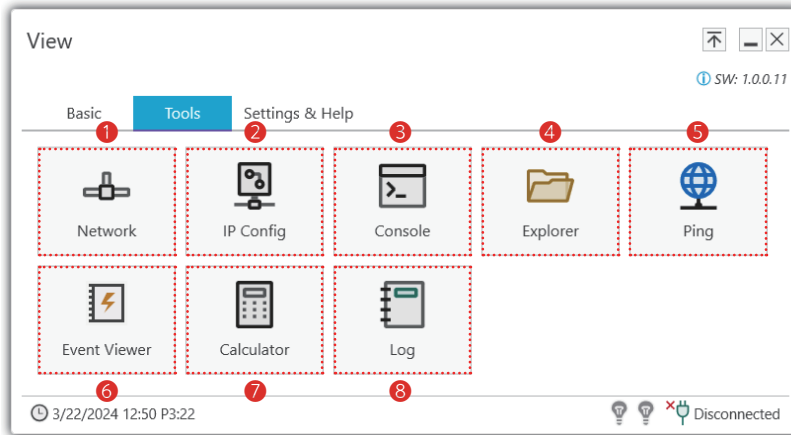 View
SW: 1.0.0.11
Basic Tools Settings & Help
1 2 3 4 5
Network IP Config Console Explorer Ping
Event Viewer Calculator Log
6 7 8
3/22/2024 12:50 P3:22 Disconnected